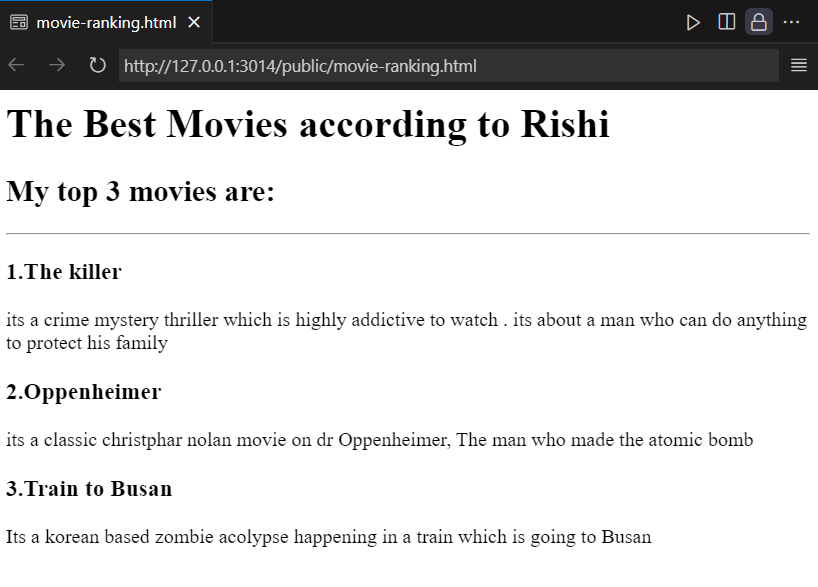 movie-ranking.html
http://127.0.0.1:3014/public/movie-ranking.html
The Best Movies according to Rishi
My top 3 movies are:
1.The killer
its a crime mystery thriller which is highly addictive to watch . its about a man who can do anything
to protect his family
2.Oppenheimer
its a classic christphar nolan movie on dr Oppenheimer, The man who made the atomic bomb
3.Train to Busan
Its a korean based zombie acolypse happening in a train which is going to Busan